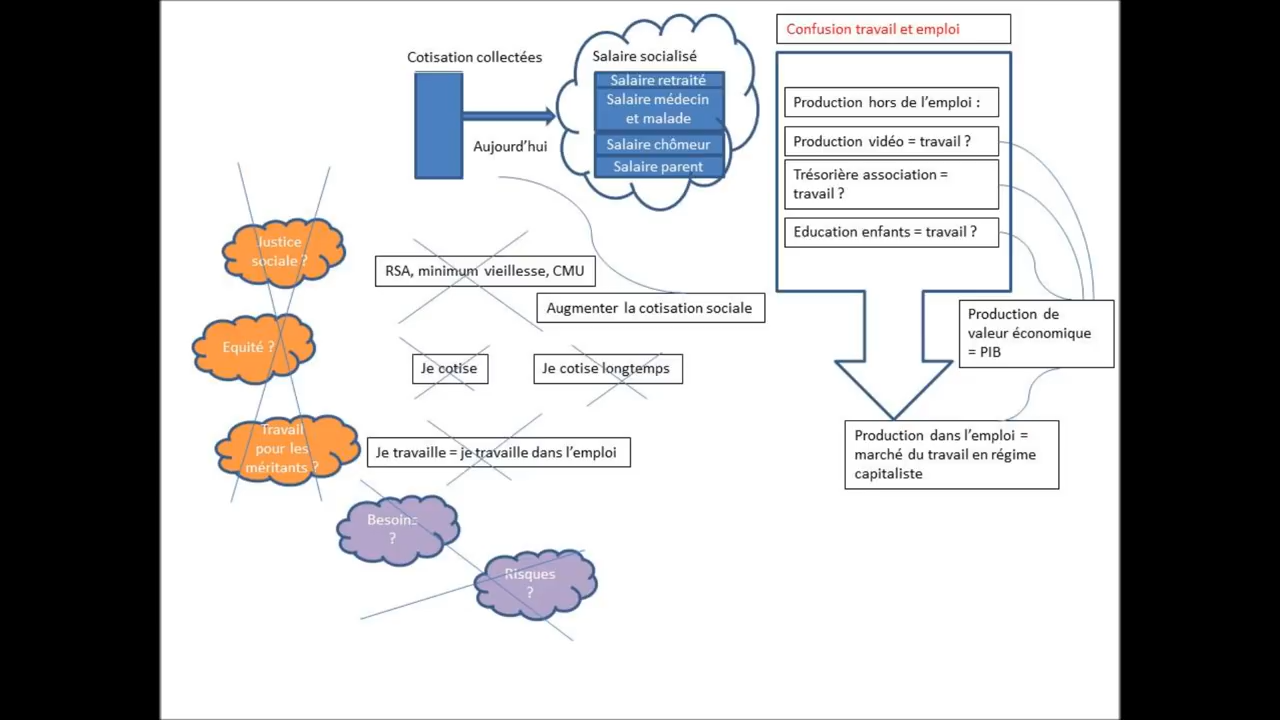 Confusion travail et emploi
Cotisation collectées
Salaire socialisé
Salaire retraité
Salaire médecin
et malade
Salaire chômeur
Salaire parent
Aujourd'hui
Production hors de l'emploi :
Production vidéo = travail ?
Trésorière association =
travail ?
Education enfants = travail ?
Justice
sociale ?
RSA, minimum vieillesse, CMU
Augmenter la cotisation sociale
Production de
valeur économique
= PIB
Equité ?
Je cotise
Je cotise longtemps
Travail
pour les
méritants ?
Je travaille = je travaille dans l'emploi
Production dans l'emploi =
marché du travail en régime
capitaliste
Besoins
?
Risques
?